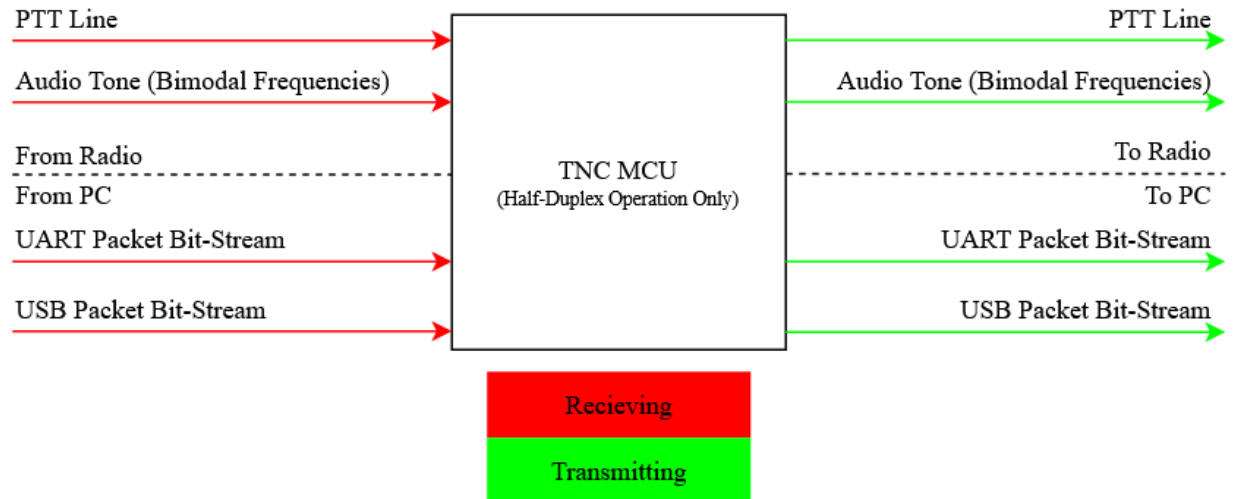 PTT Line
Audio Tone (Bimodal Frequencies)
From Radio
From PC
UART Packet Bit-Stream
USB Packet Bit-Stream
TNC MCU
(Half-Duplex Operation Only)
PTT Line
Audio Tone (Bimodal Frequencies)
To Radio
To PC
UART Packet Bit-Stream
USB Packet Bit-Stream
Recieving
Transmitting